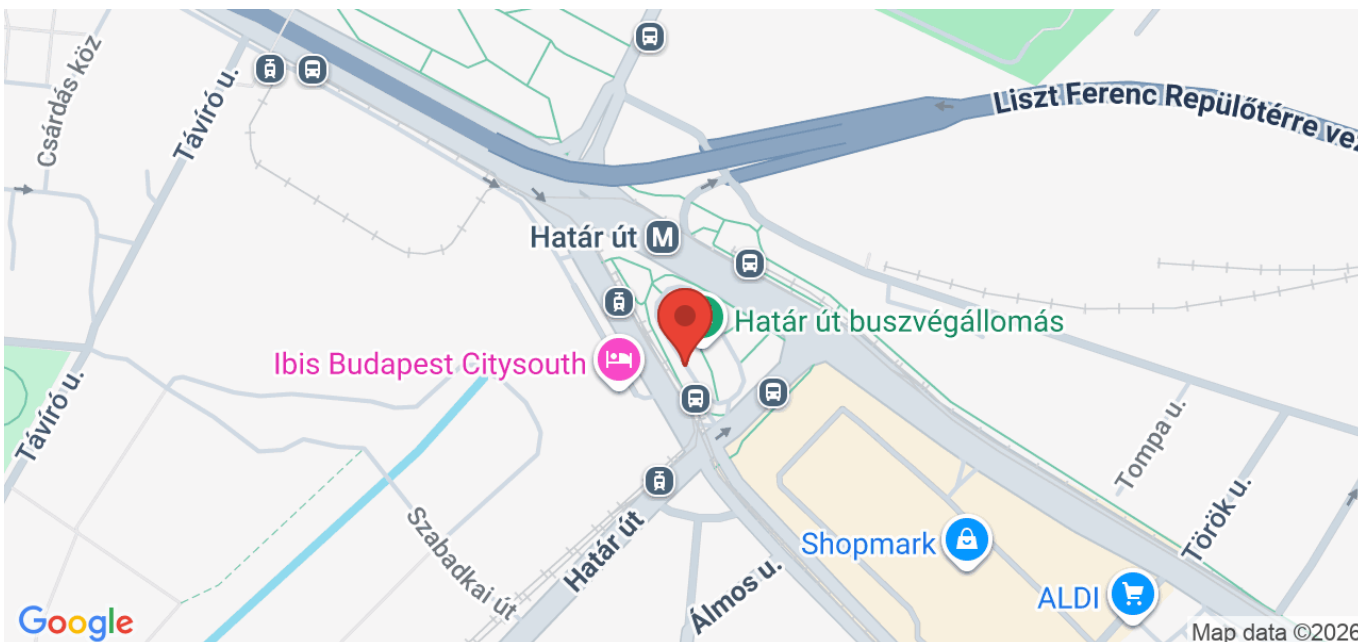 Csárdás köz
Távíró u.
Liszt Ferenc Repülőtérre vez
Határ út
M
Határ út buszvégállomás
Ibis Budapest Citysouth
Távíró u.
Tompa u.
Török u.
Szabadkai út
Határ út
Shopmark
Álmos u.
ALDI
Google
Map data ©2026